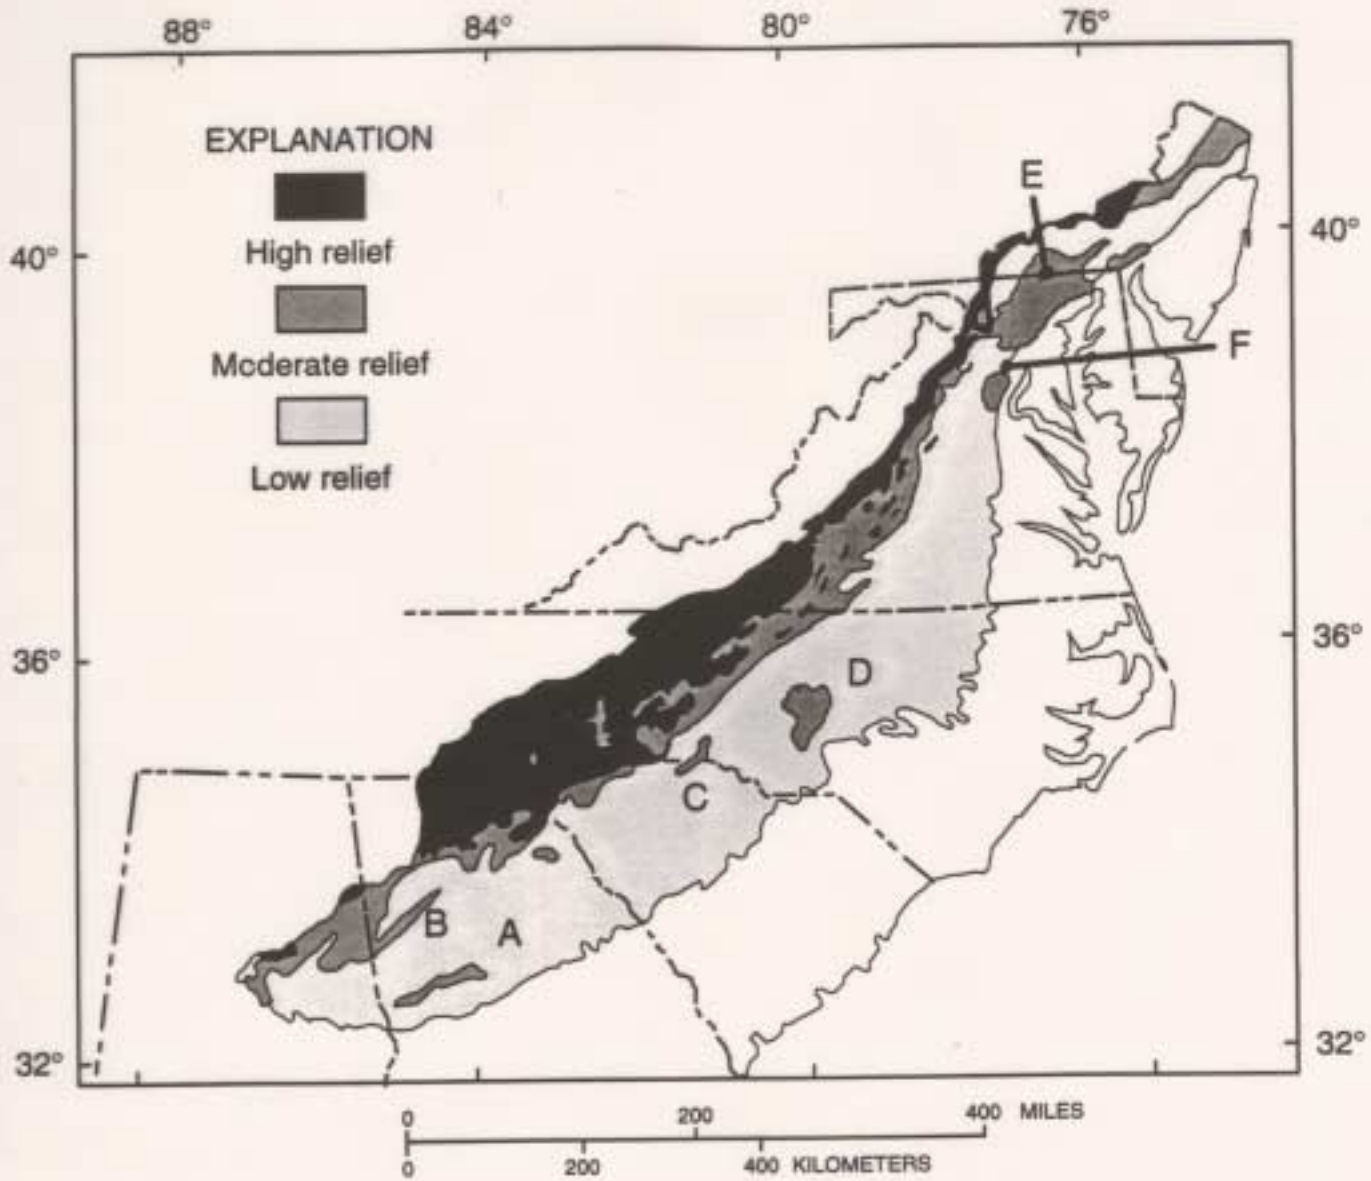 88° 84° 80° 76°
EXPLANATION
High relief
Moderate relief
Low relief
E
40° 40°
F
36° 36°
D
C
B A
32° 32°
0 200 400 MILES
0 200 400 KILOMETERS